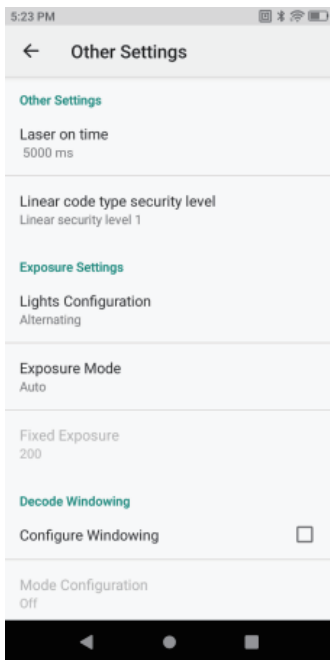 5:23 PM
Other Settings
Other Settings
Laser on time
5000 ms
Linear code type security level
Linear security level 1
Exposure Settings
Lights Configuration
Alternating
Exposure Mode
Auto
Fixed Exposure
200
Decode Windowing
Configure Windowing
Mode Configuration
Off